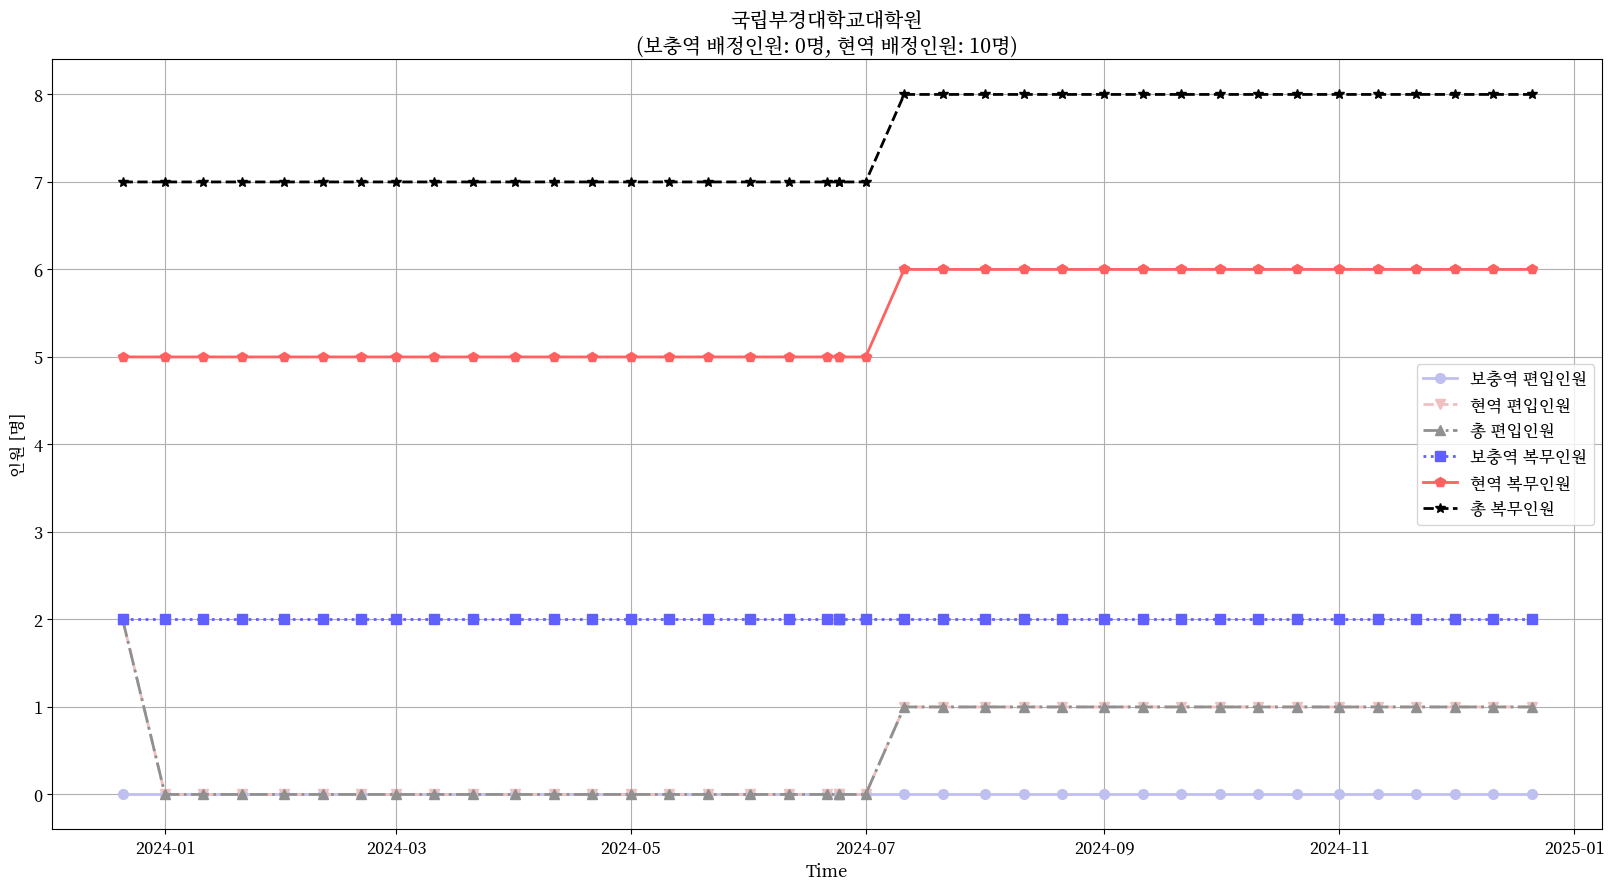 국립부경대학교대학원
(보충역 배정인원: 0명, 현역 배정인원: 10명)
8
7
6
5
4
3
2
1
0
인원 [명]
보충역 편입인원
현역 편입인원
총 편입인원
보충역 복무인원
현역 복무인원
총 복무인원
2024-01
2024-03
2024-05
2024-07
2024-09
2024-11
2025-01
Time